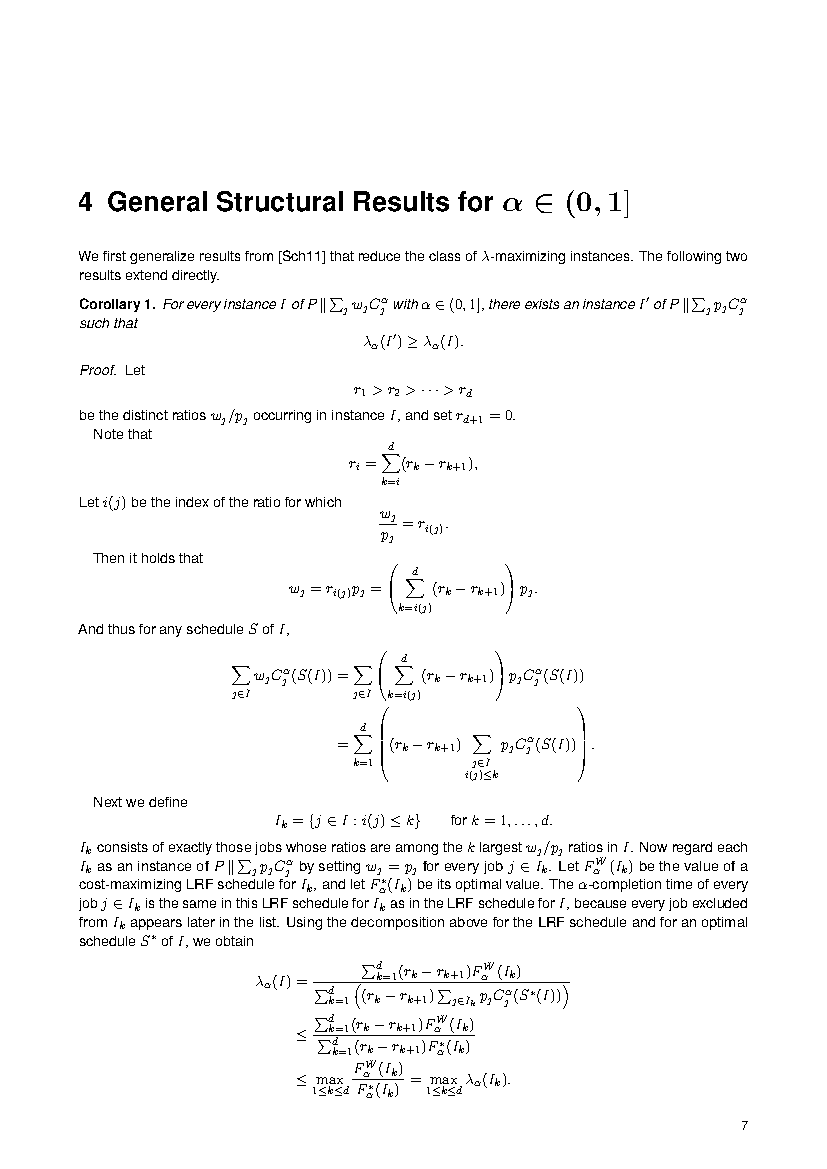 4 General Structural Results for α ∈ (0, 1]
We first generalize results from [Sch11] that reduce the class of λ-maximizing instances. The following two
results extend directly.
Corollary 1. For every instance I of P ∥ ∑_j w_j C_j^α with α ∈ (0, 1], there exists an instance I′ of P ∥ ∑_j p_j C_j^α
such that
λ_α(I′) ≥ λ_α(I).
Proof. Let
r_1 > r_2 > ⋯ > r_d
be the distinct ratios w_j/p_j occurring in instance I, and set r_{d+1} = 0.
Note that
r_i = ∑_{k=i}^{d} (r_k − r_{k+1}),
Let i(j) be the index of the ratio for which
w_j / p_j = r_{i(j)}.
Then it holds that
w_j = r_{i(j)} p_j = ( ∑_{k=i(j)}^{d} (r_k − r_{k+1}) ) p_j.
And thus for any schedule S of I,
∑_{j∈I} w_j C_j^α(S(I)) = ∑_{j∈I} ( ∑_{k=i(j)}^{d} (r_k − r_{k+1}) ) p_j C_j^α(S(I))
= ∑_{k=1}^{d} ( (r_k − r_{k+1}) ∑_{j∈I, i(j)≤k} p_j C_j^α(S(I)) ).
Next we define
I_k = {j ∈ I : i(j) ≤ k} for k = 1, . . . , d.
I_k consists of exactly those jobs whose ratios are among the k largest w_j/p_j ratios in I. Now regard each
I_k as an instance of P ∥ ∑_j p_j C_j^α by setting w_j = p_j for every job j ∈ I_k. Let F_α^W(I_k) be the value of a
cost-maximizing LRF schedule for I_k, and let F_α^*(I_k) be its optimal value. The α-completion time of every
job j ∈ I_k is the same in this LRF schedule for I_k as in the LRF schedule for I, because every job excluded
from I_k appears later in the list. Using the decomposition above for the LRF schedule and for an optimal
schedule S* of I, we obtain
λ_α(I) = ∑_{k=1}^{d} (r_k − r_{k+1}) F_α^W(I_k) / ∑_{k=1}^{d} ( (r_k − r_{k+1}) ∑_{j∈I_k} p_j C_j^α(S*(I)) )
≤ ∑_{k=1}^{d} (r_k − r_{k+1}) F_α^W(I_k) / ∑_{k=1}^{d} (r_k − r_{k+1}) F_α^*(I_k)
≤ max_{1≤k≤d} F_α^W(I_k) / F_α^*(I_k) = max_{1≤k≤d} λ_α(I_k).
7